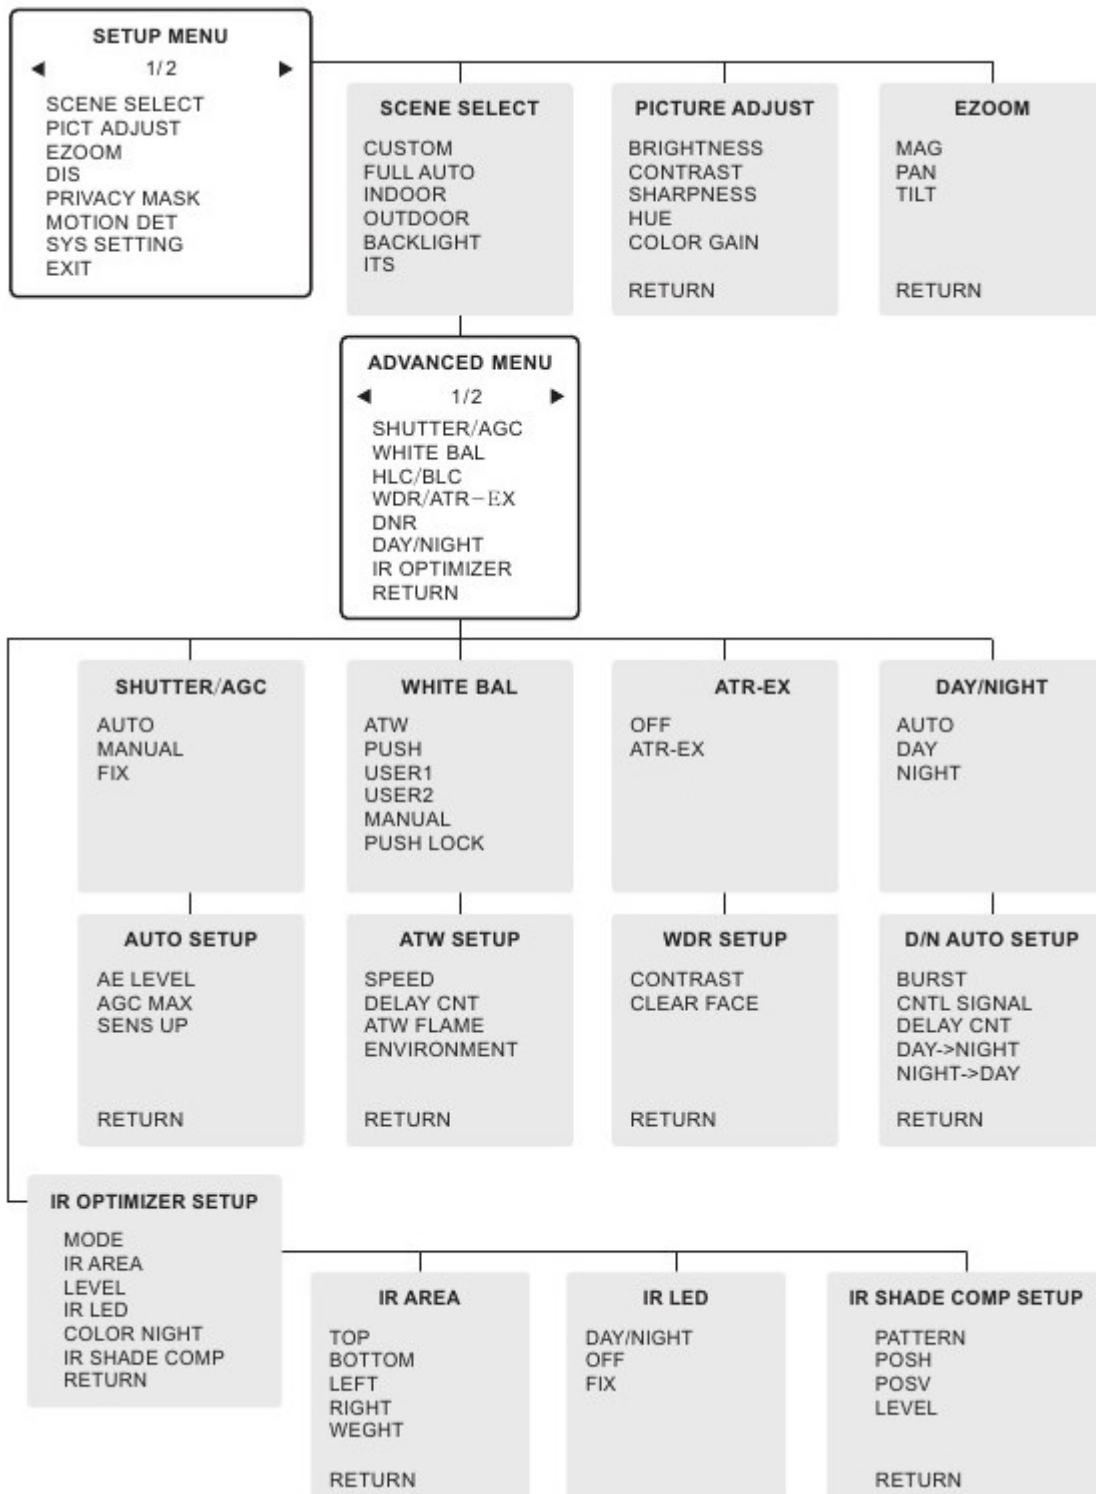 SETUP MENU
◀ 1/2 ▶
SCENE SELECT
PICT ADJUST
EZOOM
DIS
PRIVACY MASK
MOTION DET
SYS SETTING
EXIT
SCENE SELECT
CUSTOM
FULL AUTO
INDOOR
OUTDOOR
BACKLIGHT
ITS
PICTURE ADJUST
BRIGHTNESS
CONTRAST
SHARPNESS
HUE
COLOR GAIN
RETURN
EZOOM
MAG
PAN
TILT
RETURN
ADVANCED MENU
◀ 1/2 ▶
SHUTTER/AGC
WHITE BAL
HLC/BLC
WDR/ATR-EX
DNR
DAY/NIGHT
IR OPTIMIZER
RETURN
SHUTTER/AGC
AUTO
MANUAL
FIX
WHITE BAL
ATW
PUSH
USER1
USER2
MANUAL
PUSH LOCK
ATR-EX
OFF
ATR-EX
DAY/NIGHT
AUTO
DAY
NIGHT
AUTO SETUP
AE LEVEL
AGC MAX
SENS UP
RETURN
ATW SETUP
SPEED
DELAY CNT
ATW FLAME
ENVIRONMENT
RETURN
WDR SETUP
CONTRAST
CLEAR FACE
RETURN
D/N AUTO SETUP
BURST
CNTL SIGNAL
DELAY CNT
DAY->NIGHT
NIGHT->DAY
RETURN
IR OPTIMIZER SETUP
MODE
IR AREA
LEVEL
IR LED
COLOR NIGHT
IR SHADE COMP
RETURN
IR AREA
TOP
BOTTOM
LEFT
RIGHT
WEGHT
RETURN
IR LED
DAY/NIGHT
OFF
FIX
IR SHADE COMP SETUP
PATTERN
POSH
POSV
LEVEL
RETURN